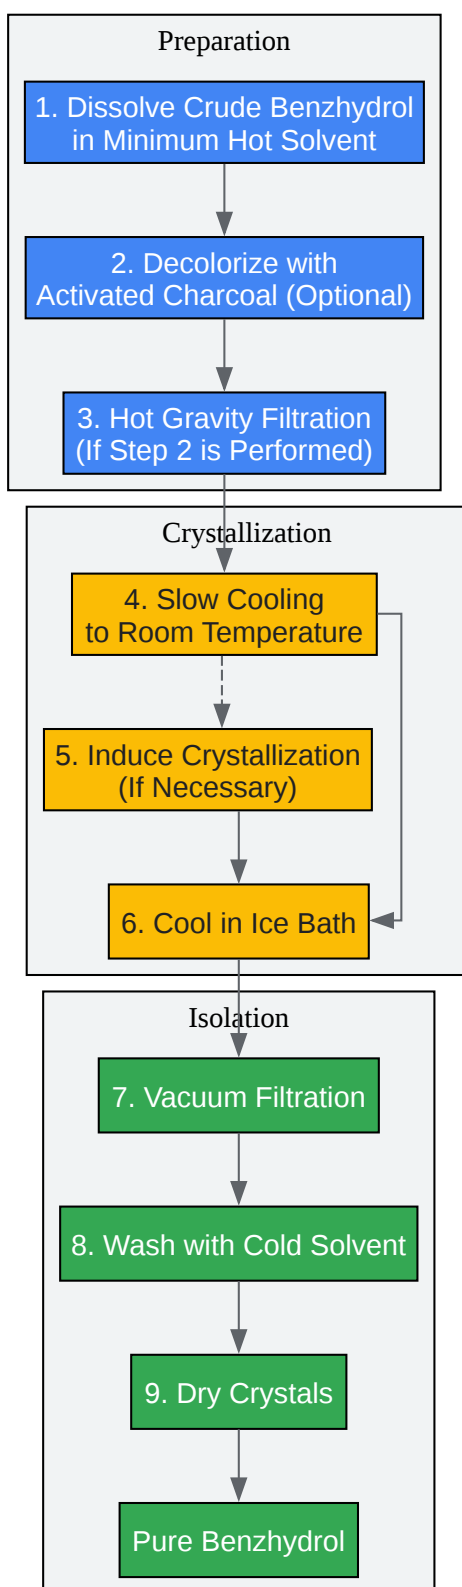 Preparation
1. Dissolve Crude Benzhydrol
in Minimum Hot Solvent
2. Decolorize with
Activated Charcoal (Optional)
3. Hot Gravity Filtration
(If Step 2 is Performed)
Crystallization
4. Slow Cooling
to Room Temperature
5. Induce Crystallization
(If Necessary)
6. Cool in Ice Bath
Isolation
7. Vacuum Filtration
8. Wash with Cold Solvent
9. Dry Crystals
Pure Benzhydrol